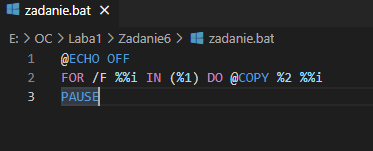 zadanie.bat ×
E: > OC > Laba1 > Zadanie6 > zadanie.bat
1 @ECHO OFF
2 FOR /F %%i IN (%1) DO @COPY %2 %%i
3 PAUSE